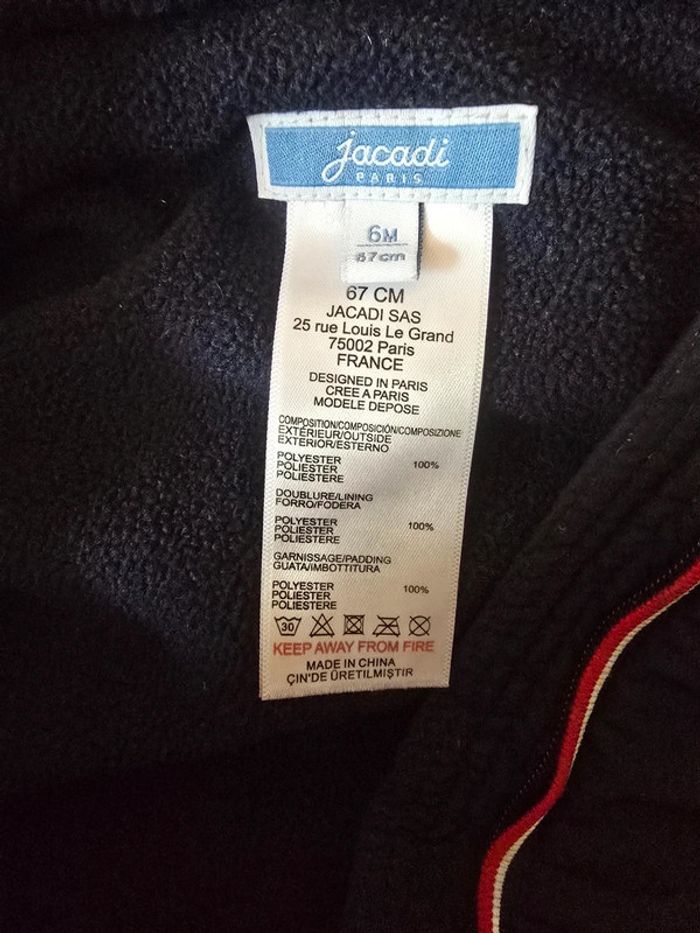 jacadi
PARIS
6M
67cm
67 CM
JACADI SAS
25 rue Louis Le Grand
75002 Paris
FRANCE
DESIGNED IN PARIS
CREE A PARIS
MODELE DEPOSE
COMPOSITION/COMPOSICIÓN/COMPOSIZIONE
EXTÉRIEUR/OUTSIDE
EXTERIOR/ESTERNO
POLYESTER
POLIESTER 100%
POLIESTERE
DOUBLURE/LINING
FORRO/FODERA
POLYESTER
POLIESTER 100%
POLIESTERE
GARNISSAGE/PADDING
GUATA/IMBOTTITURA
POLYESTER
POLIESTER 100%
POLIESTERE
30
KEEP AWAY FROM FIRE
MADE IN CHINA
ÇIN'DE ÜRETILMIŞTIR